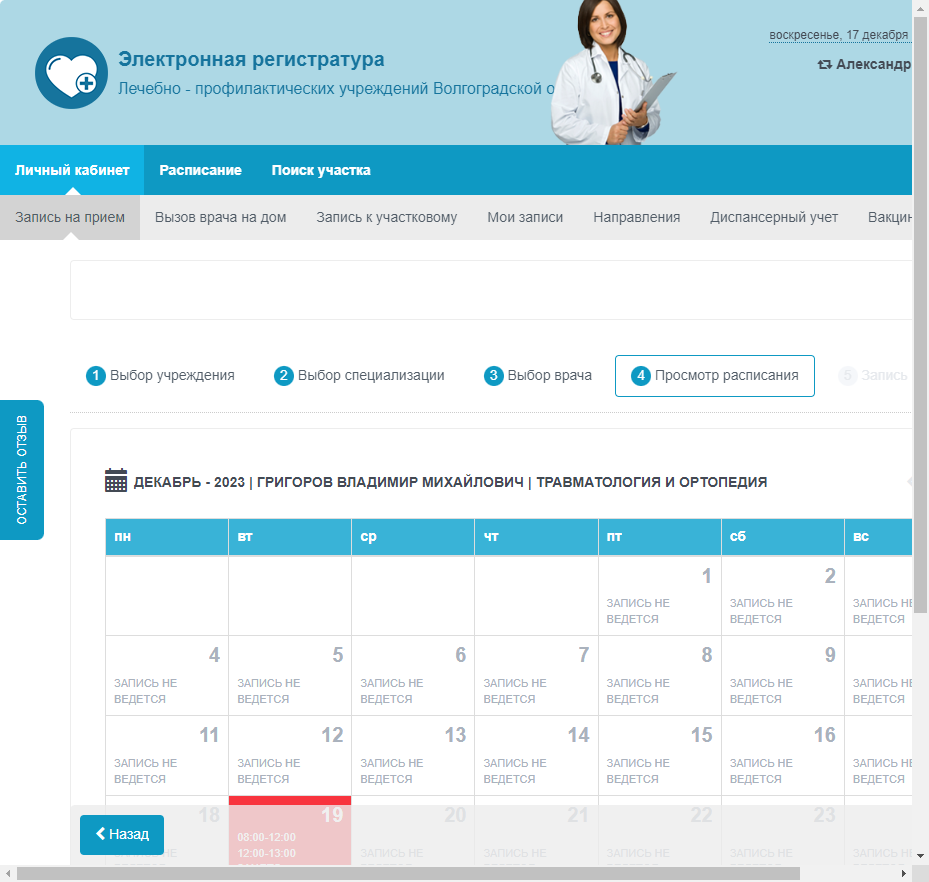 воскресенье, 17 декабря
Александр
Электронная регистратура
Лечебно - профилактических учреждений Волгоградской о
Личный кабинет Расписание Поиск участка
Запись на прием Вызов врача на дом Запись к участковому Мои записи Направления Диспансерный учет Вакцин
1 Выбор учреждения 2 Выбор специализации 3 Выбор врача 4 Просмотр расписания 5 Запись
ОСТАВИТЬ ОТЗЫВ
ДЕКАБРЬ - 2023 | ГРИГОРОВ ВЛАДИМИР МИХАЙЛОВИЧ | ТРАВМАТОЛОГИЯ И ОРТОПЕДИЯ
пн вт ср чт пт сб вс
1 2
ЗАПИСЬ НЕ ЗАПИСЬ НЕ ЗАПИСЬ НЕ
ВЕДЕТСЯ ВЕДЕТСЯ ВЕДЕТСЯ
4 5 6 7 8 9
ЗАПИСЬ НЕ ЗАПИСЬ НЕ ЗАПИСЬ НЕ ЗАПИСЬ НЕ ЗАПИСЬ НЕ ЗАПИСЬ НЕ ЗАПИСЬ НЕ
ВЕДЕТСЯ ВЕДЕТСЯ ВЕДЕТСЯ ВЕДЕТСЯ ВЕДЕТСЯ ВЕДЕТСЯ ВЕДЕТСЯ
11 12 13 14 15 16
ЗАПИСЬ НЕ ЗАПИСЬ НЕ ЗАПИСЬ НЕ ЗАПИСЬ НЕ ЗАПИСЬ НЕ ЗАПИСЬ НЕ ЗАПИСЬ НЕ
ВЕДЕТСЯ ВЕДЕТСЯ ВЕДЕТСЯ ВЕДЕТСЯ ВЕДЕТСЯ ВЕДЕТСЯ ВЕДЕТСЯ
18 19 20 21 22 23
08:00-12:00
Назад 12:00-13:00 ЗАПИСЬ НЕ ЗАПИСЬ НЕ ЗАПИСЬ НЕ ЗАПИСЬ НЕ ЗАПИСЬ НЕ